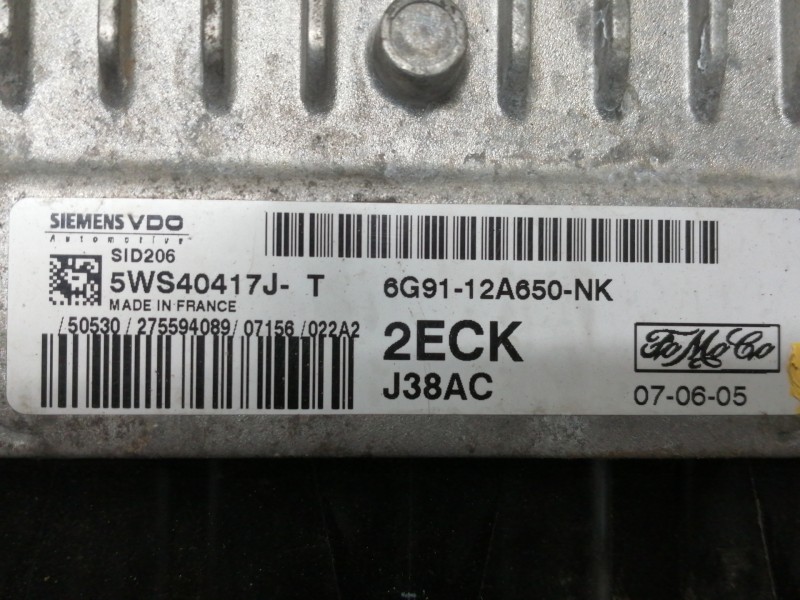 SIEMENS VDO
Automotive
SID206
5WS40417J- T
MADE IN FRANCE
/50530/275594089/07156/022A2
6G91-12A650-NK
2ECK
J38AC
FoMoCo
07-06-05